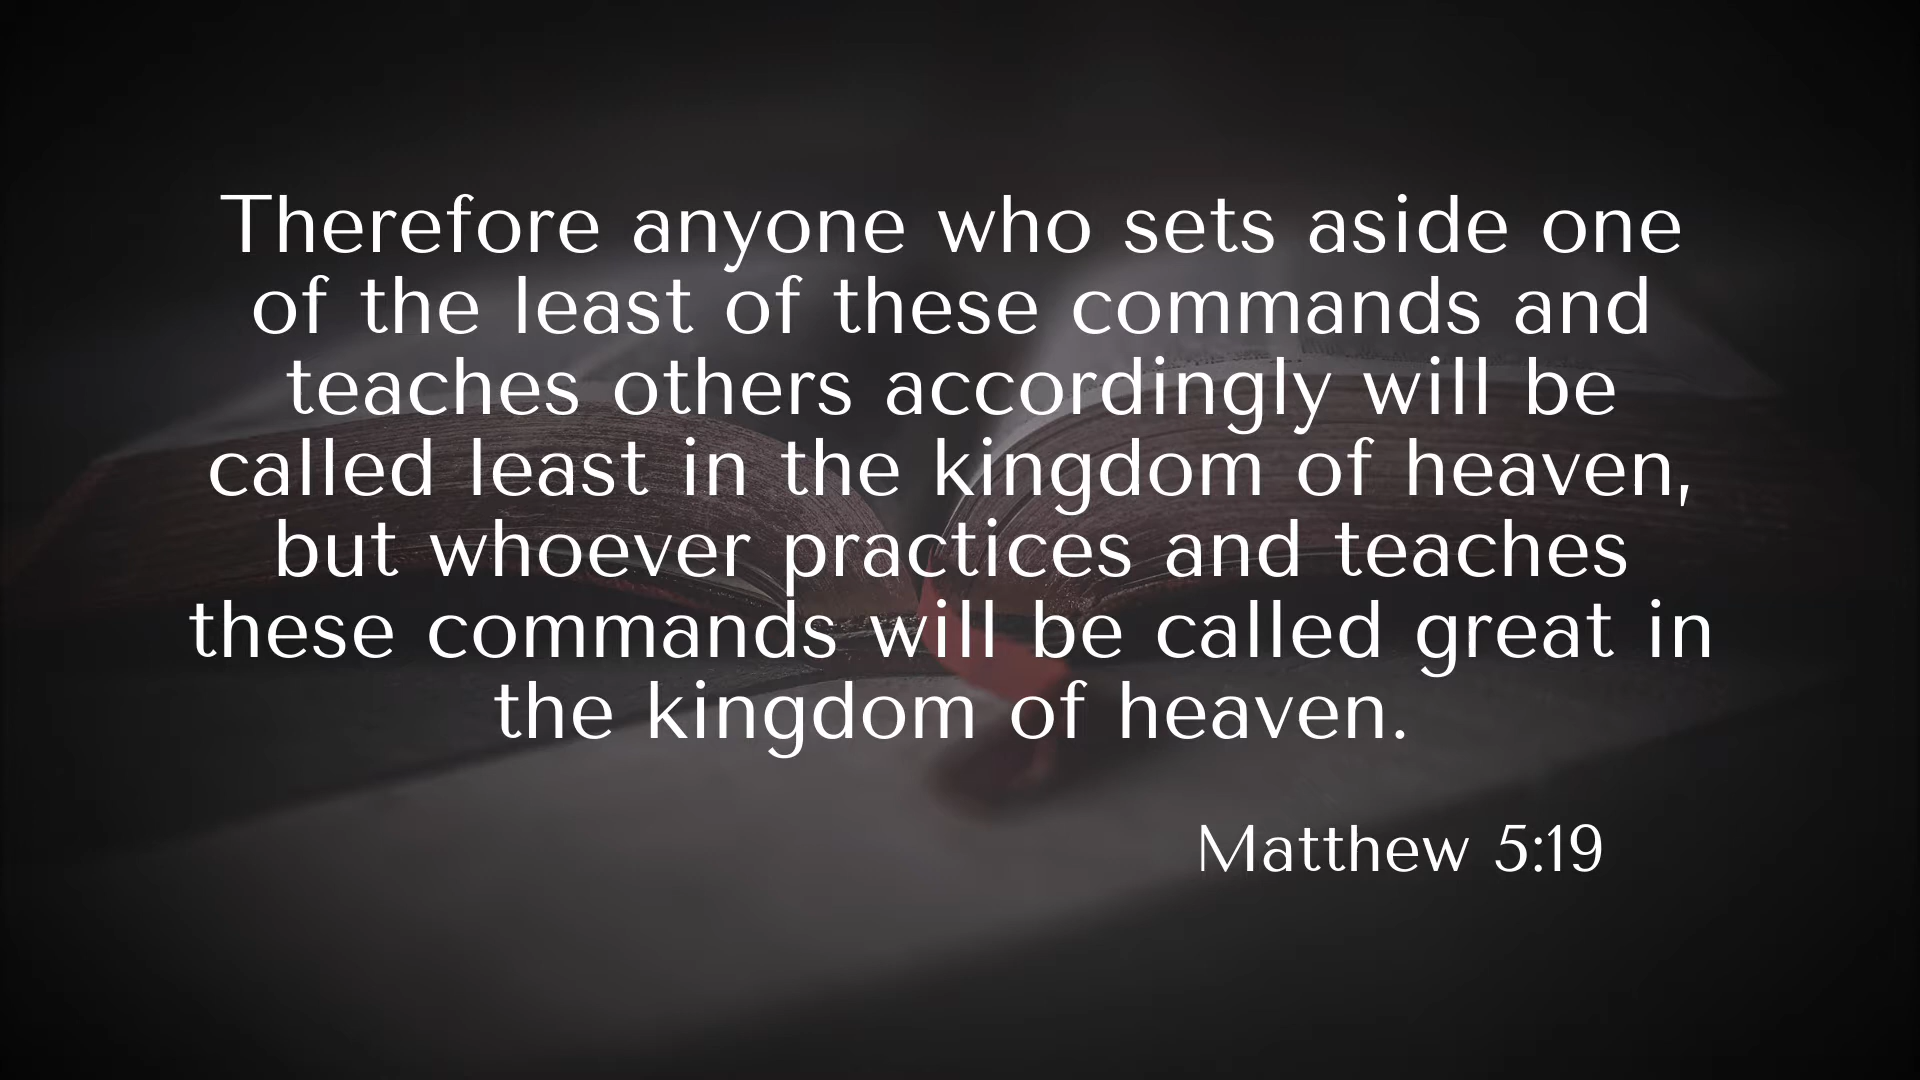 Therefore anyone who sets aside one
of the least of these commands and
teaches others accordingly will be
called least in the kingdom of heaven,
but whoever practices and teaches
these commands will be called great in
the kingdom of heaven.
Matthew 5:19